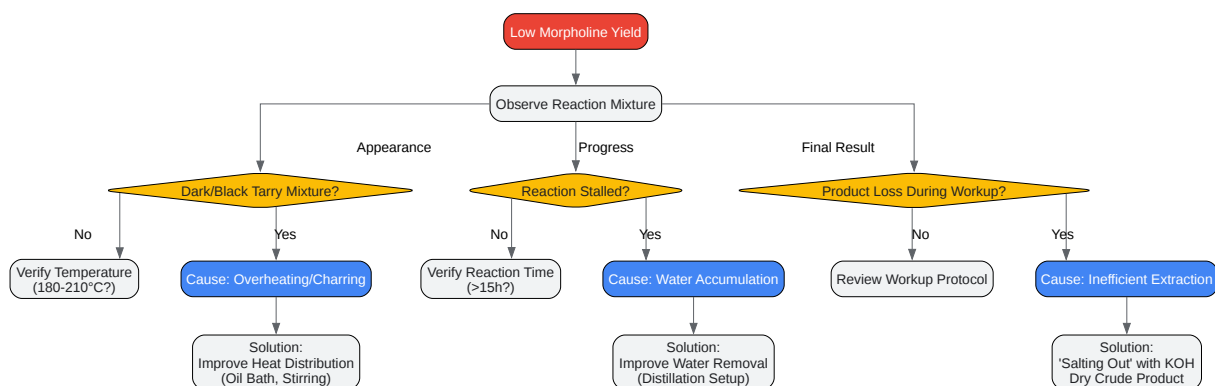 Low Morpholine Yield
Observe Reaction Mixture
Appearance
Progress
Final Result
Dark/Black Tarry Mixture?
Reaction Stalled?
Product Loss During Workup?
No
Yes
No
Yes
No
Yes
Verify Temperature
(180-210°C?)
Cause: Overheating/Charring
Verify Reaction Time
(>15h?)
Cause: Water Accumulation
Review Workup Protocol
Cause: Inefficient Extraction
Solution:
Improve Heat Distribution
(Oil Bath, Stirring)
Solution:
Improve Water Removal
(Distillation Setup)
Solution:
'Salting Out' with KOH
Dry Crude Product